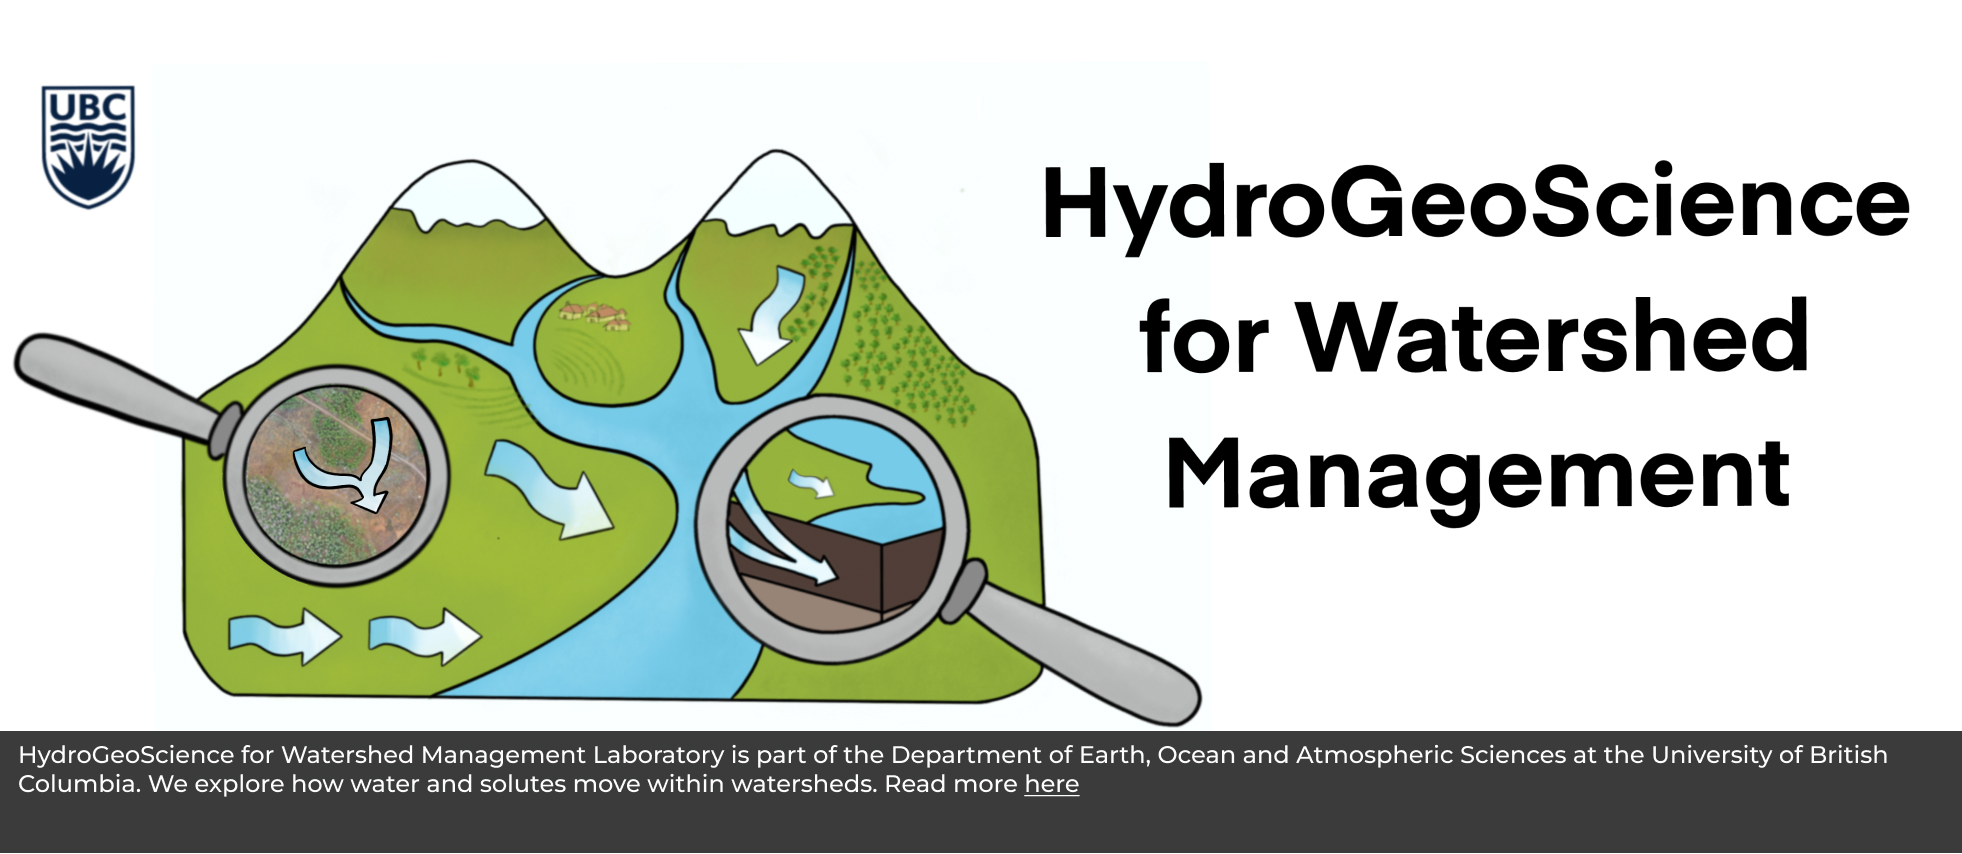 UBC
HydroGeoScience
for Watershed
Management
HydroGeoScience for Watershed Management Laboratory is part of the Department of Earth, Ocean and Atmospheric Sciences at the University of British
Columbia. We explore how water and solutes move within watersheds. Read more here